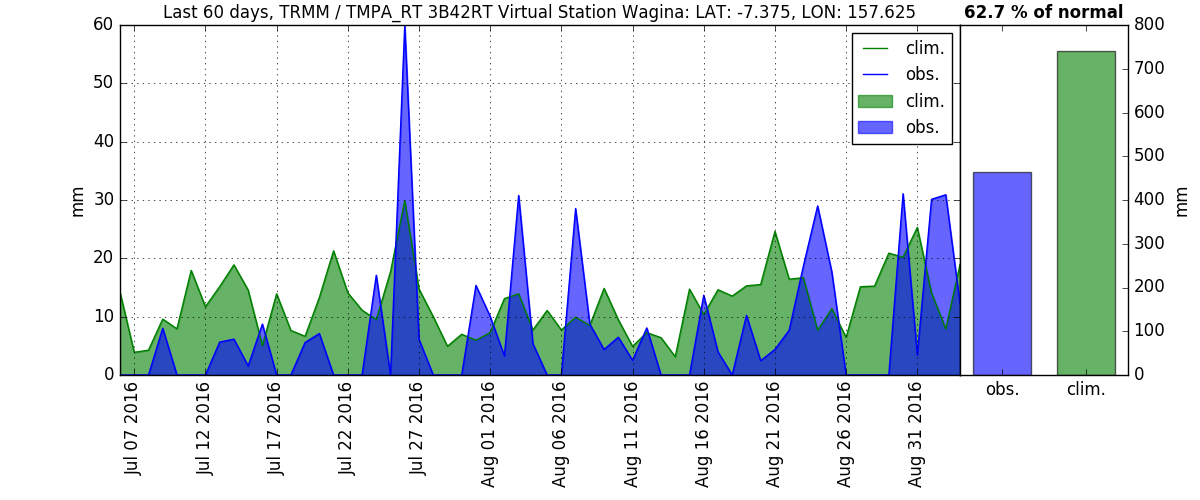 Last 60 days, TRMM / TMPA_RT 3B42RT Virtual Station Wagina: LAT: -7.375, LON: 157.625
62.7 % of normal
60
50
40
30
20
10
0
mm
clim.
obs.
clim.
obs.
Jul 07 2016
Jul 12 2016
Jul 17 2016
Jul 22 2016
Jul 27 2016
Aug 01 2016
Aug 06 2016
Aug 11 2016
Aug 16 2016
Aug 21 2016
Aug 26 2016
Aug 31 2016
obs.
clim.
800
700
600
500
400
300
200
100
0
mm